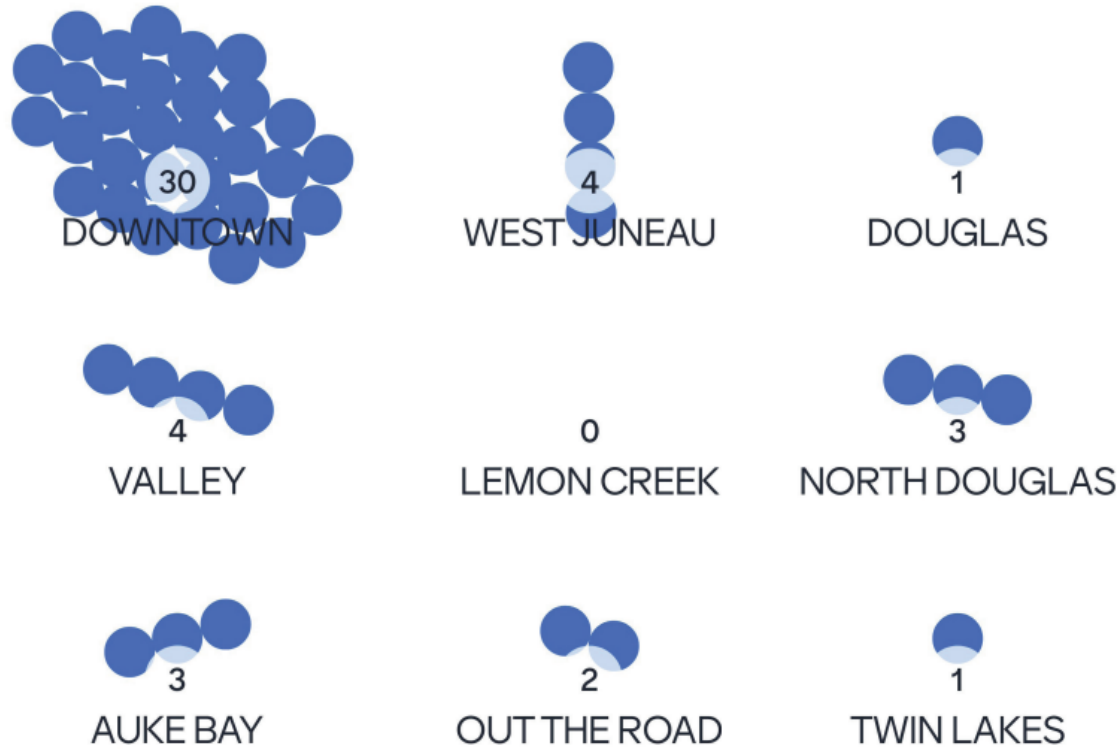 30
DOWNTOWN
4
WEST JUNEAU
1
DOUGLAS
4
VALLEY
0
LEMON CREEK
3
NORTH DOUGLAS
3
AUKE BAY
2
OUT THE ROAD
1
TWIN LAKES